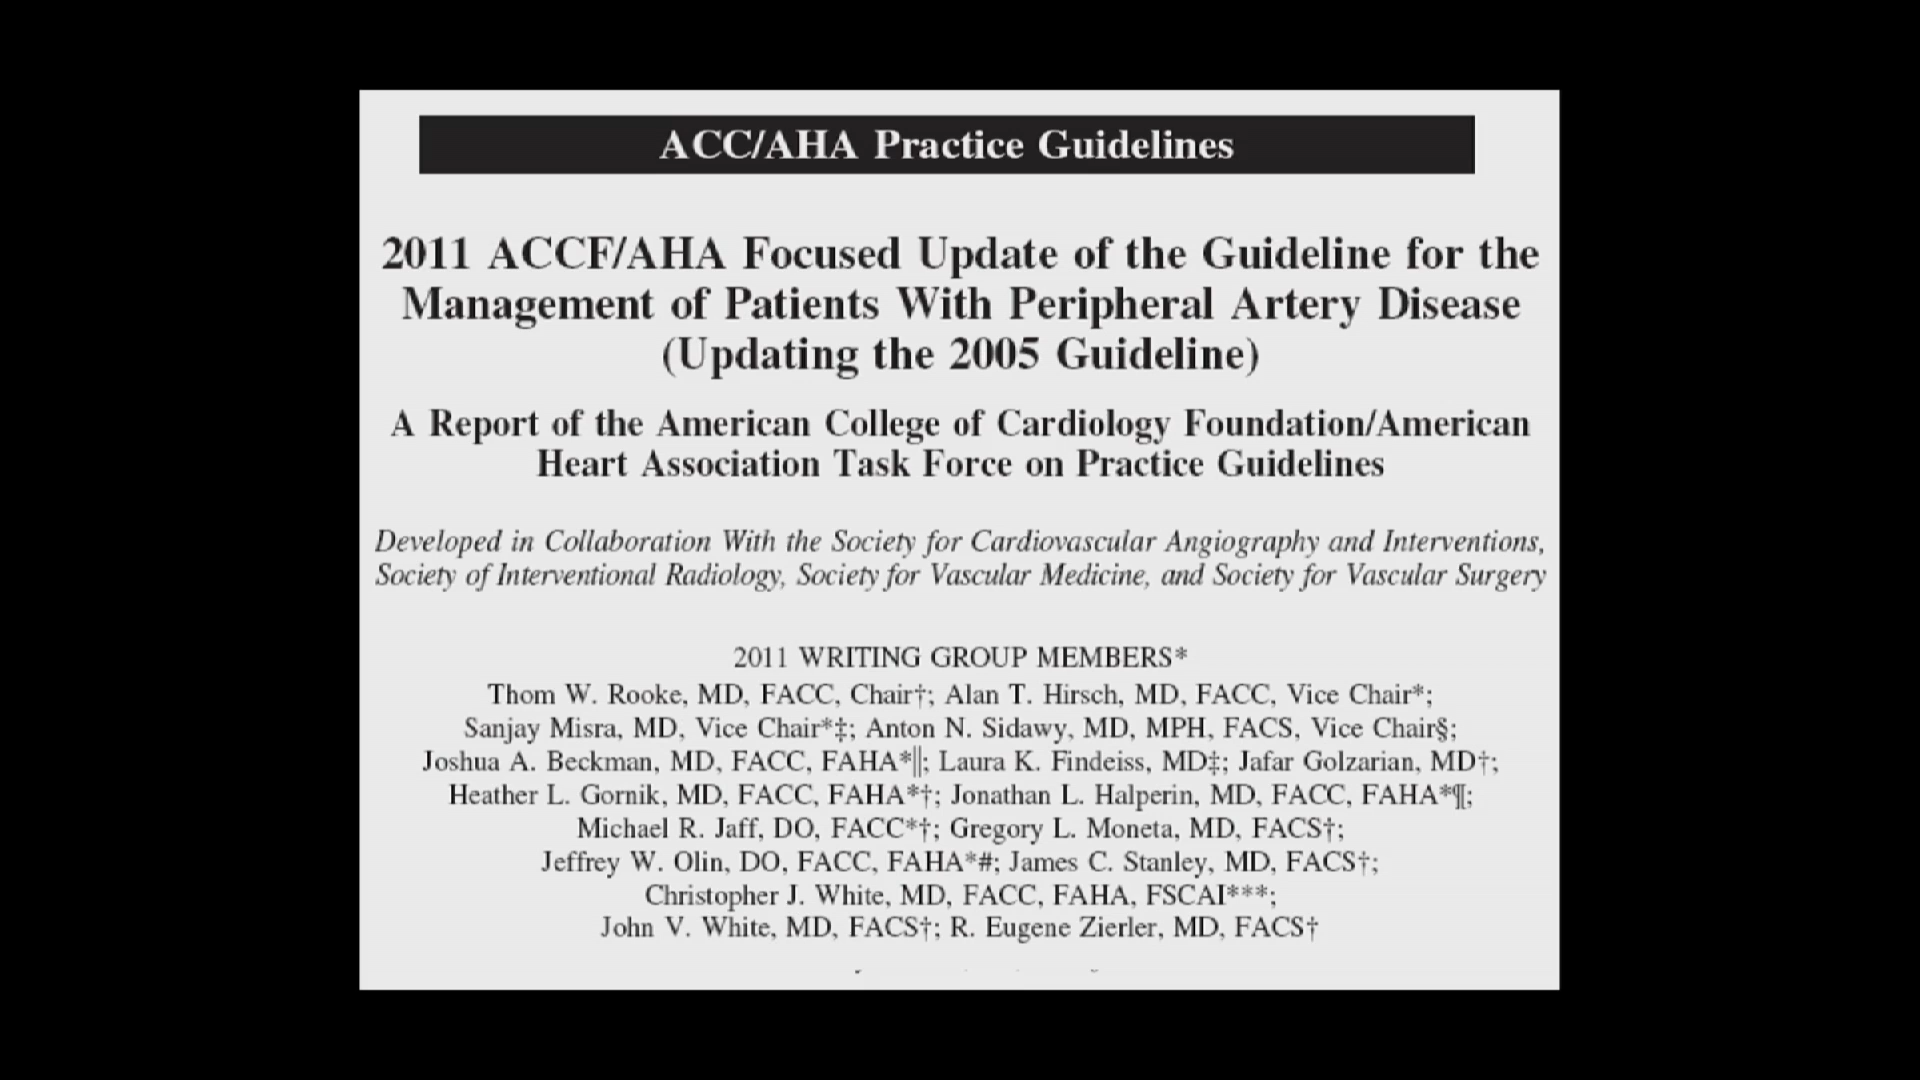 ACC/AHA Practice Guidelines
2011 ACCF/AHA Focused Update of the Guideline for the
Management of Patients With Peripheral Artery Disease
(Updating the 2005 Guideline)
A Report of the American College of Cardiology Foundation/American
Heart Association Task Force on Practice Guidelines
Developed in Collaboration With the Society for Cardiovascular Angiography and Interventions,
Society of Interventional Radiology, Society for Vascular Medicine, and Society for Vascular Surgery
2011 WRITING GROUP MEMBERS*
Thom W. Rooke, MD, FACC, Chair†; Alan T. Hirsch, MD, FACC, Vice Chair*;
Sanjay Misra, MD, Vice Chair*‡; Anton N. Sidawy, MD, MPH, FACS, Vice Chair§;
Joshua A. Beckman, MD, FACC, FAHA*‖; Laura K. Findeiss, MD‡; Jafar Golzarian, MD†;
Heather L. Gornik, MD, FACC, FAHA*†; Jonathan L. Halperin, MD, FACC, FAHA*¶;
Michael R. Jaff, DO, FACC*†; Gregory L. Moneta, MD, FACS†;
Jeffrey W. Olin, DO, FACC, FAHA*#; James C. Stanley, MD, FACS†;
Christopher J. White, MD, FACC, FAHA, FSCAI***;
John V. White, MD, FACS†; R. Eugene Zierler, MD, FACS†